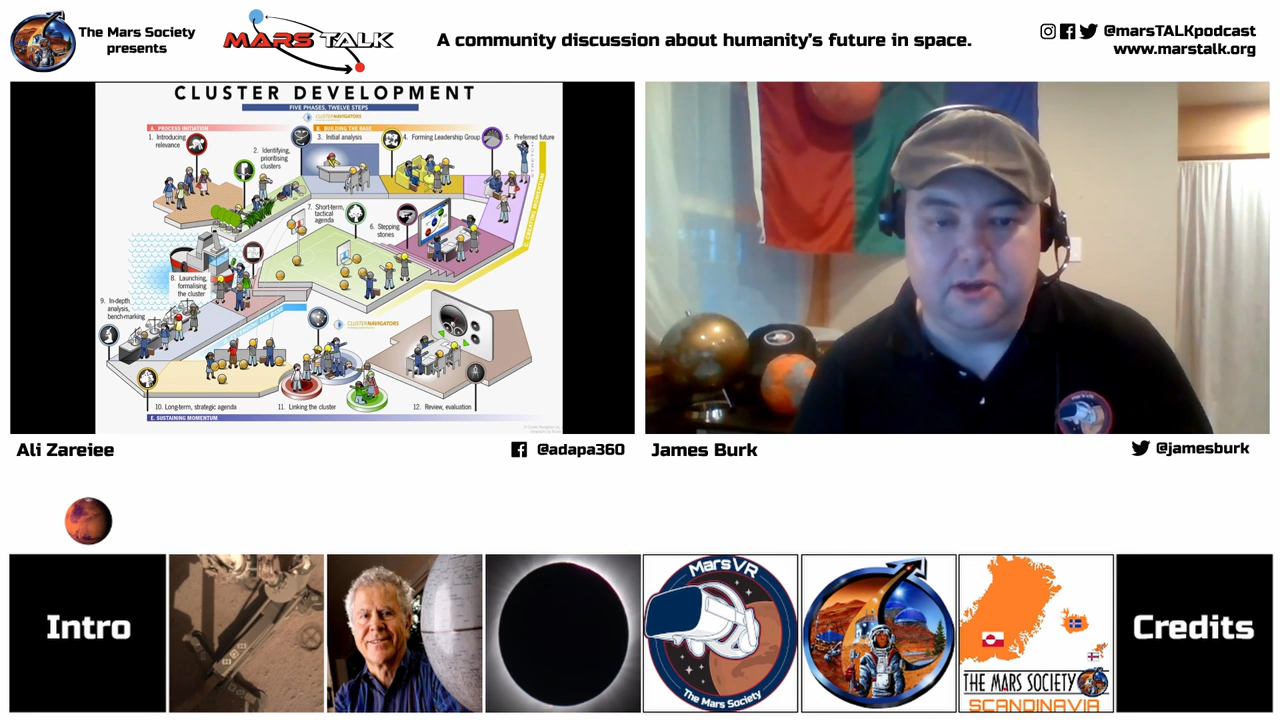 The Mars Society
presents
MARS TALK
A community discussion about humanity's future in space.
@marsTALKpodcast
www.marstalk.org
CLUSTER DEVELOPMENT
FIVE PHASES, TWELVE STEPS
CLUSTERNAVIGATORS
A. PROCESS INITIATION
B. BUILDING THE BASE
1. Introducing
relevance
2. Identifying,
prioritising
clusters
3. Initial analysis
4. Forming Leadership Group
5. Preferred future
C. CREATING MOMENTUM
6. Stepping
stones
7. Short-term,
tactical
agenda
8. Launching,
formalising
the cluster
9. In-depth
analysis,
bench-marking
CLUSTERNAVIGATORS
10. Long-term, strategic agenda
11. Linking the cluster
12. Review, evaluation
E. SUSTAINING MOMENTUM
Ali Zareiee
@adapa360
James Burk
@jamesburk
Intro
MarsVR
The Mars Society
THE MARS SOCIETY
SCANDINAVIA
Credits